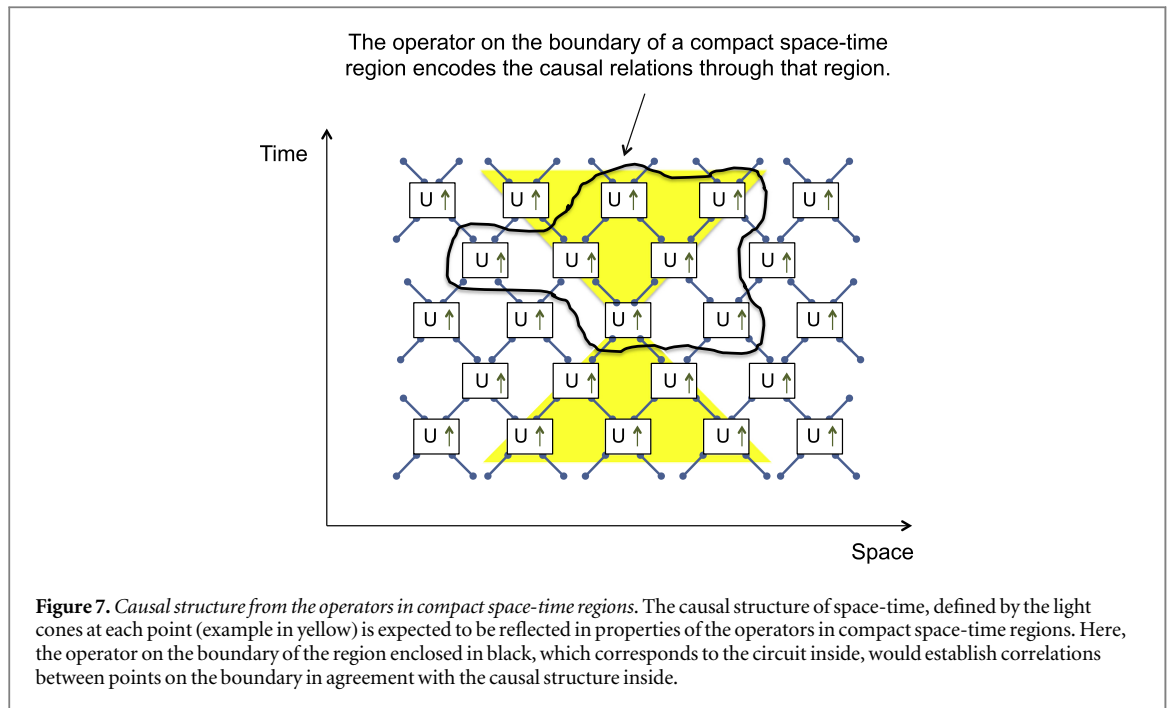 The operator on the boundary of a compact space-time
region encodes the causal relations through that region.
Time
U ↑ U ↑ U ↑ U ↑ U ↑
U ↑ U ↑ U ↑ U ↑
U ↑ U ↑ U ↑ U ↑ U ↑
U ↑ U ↑ U ↑ U ↑
U ↑ U ↑ U ↑ U ↑ U ↑
Space
Figure 7. Causal structure from the operators in compact space-time regions. The causal structure of space-time, defined by the light
cones at each point (example in yellow) is expected to be reflected in properties of the operators in compact space-time regions. Here,
the operator on the boundary of the region enclosed in black, which corresponds to the circuit inside, would establish correlations
between points on the boundary in agreement with the causal structure inside.